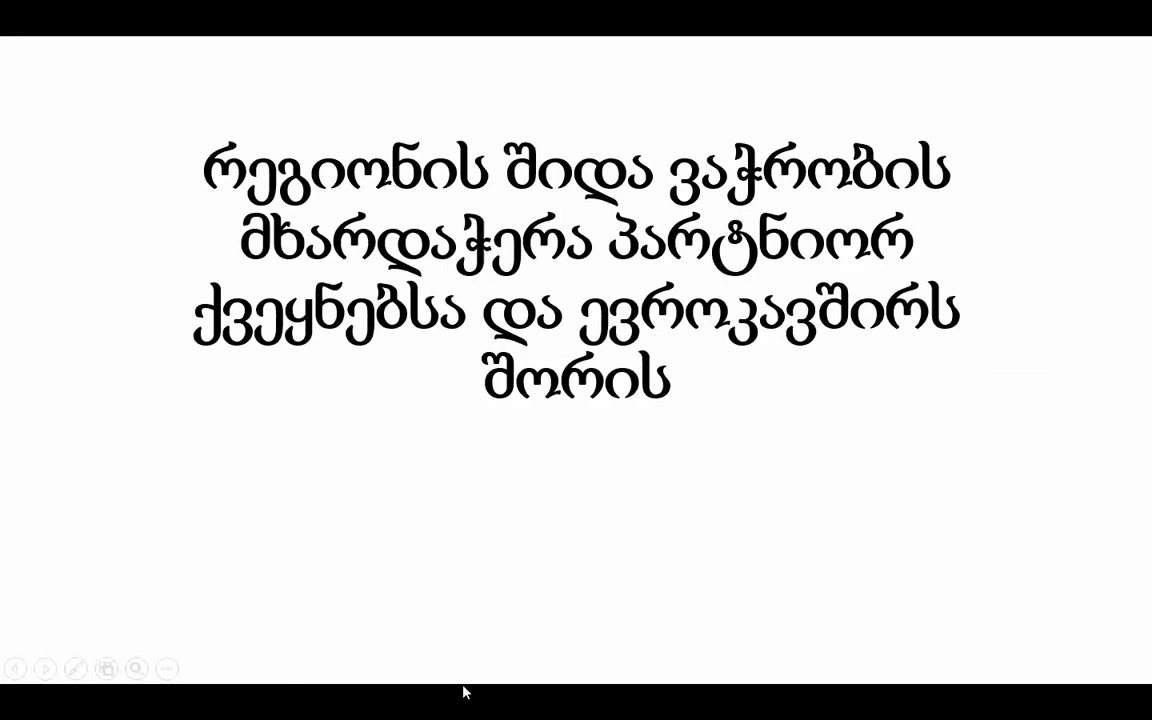 რეგიონის შიდა ვაჭრობის
მხარდაჭერა პარტნიორ
ქვეყნებსა და ევროკავშირს
შორის